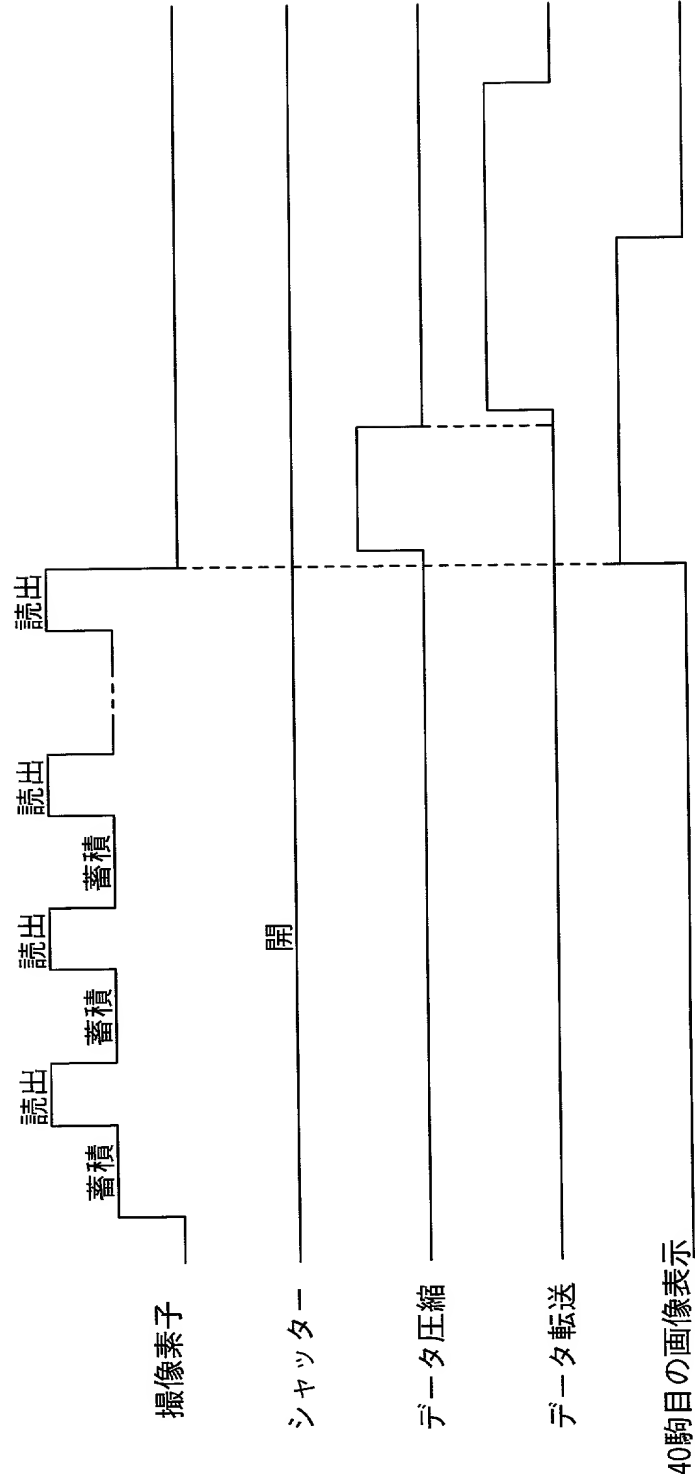 撮像素子
蓄積
読出
蓄積
読出
蓄積
読出
読出
シャッター
開
データ圧縮
データ転送
40駒目の画像表示